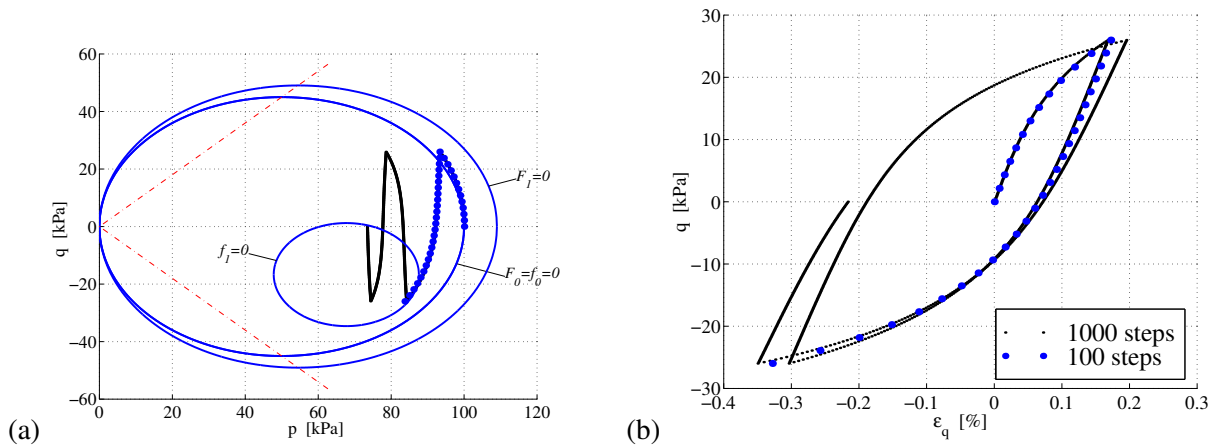 60
40
20
0
−20
−40
−60
0 20 40 60 80 100 120
q [kPa]
p [kPa]
F1=0
f1=0
F0=f0=0
(a)
30
20
10
0
−10
−20
−30
−0.4 −0.3 −0.2 −0.1 0 0.1 0.2 0.3
q [kPa]
εq [%]
1000 steps
100 steps
(b)